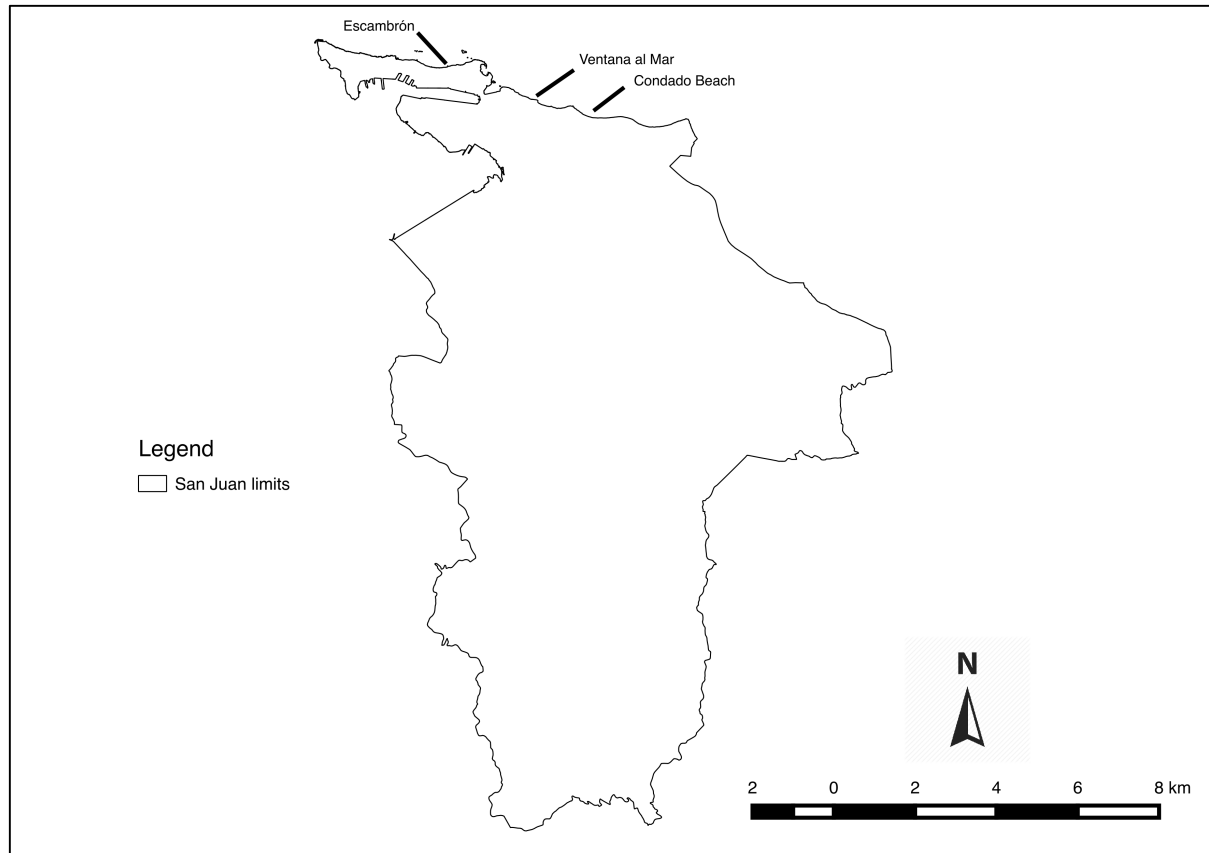 Escambrón
Ventana al Mar
Condado Beach
Legend
San Juan limits
N
2 0 2 4 6 8 km